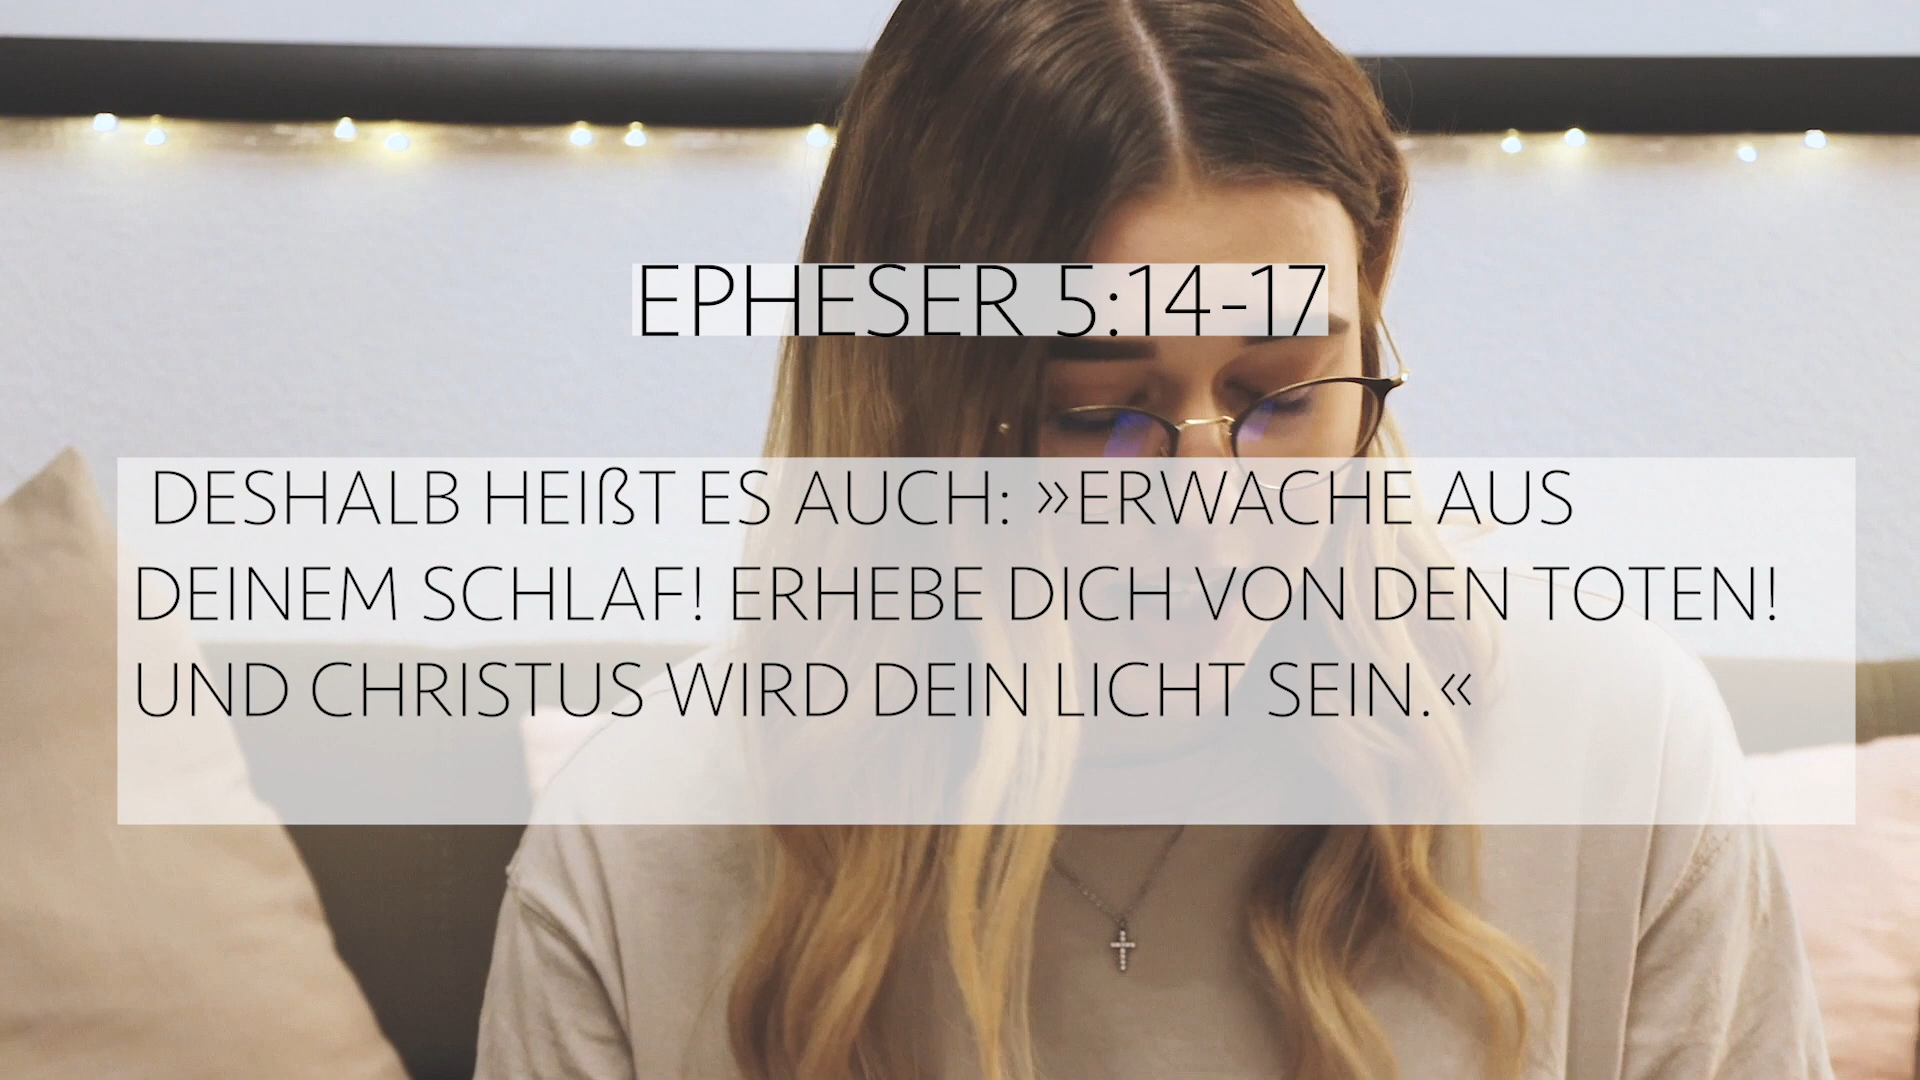 EPHESER 5:14-17
DESHALB HEIßT ES AUCH: »ERWACHE AUS
DEINEM SCHLAF! ERHEBE DICH VON DEN TOTEN!
UND CHRISTUS WIRD DEIN LICHT SEIN.«